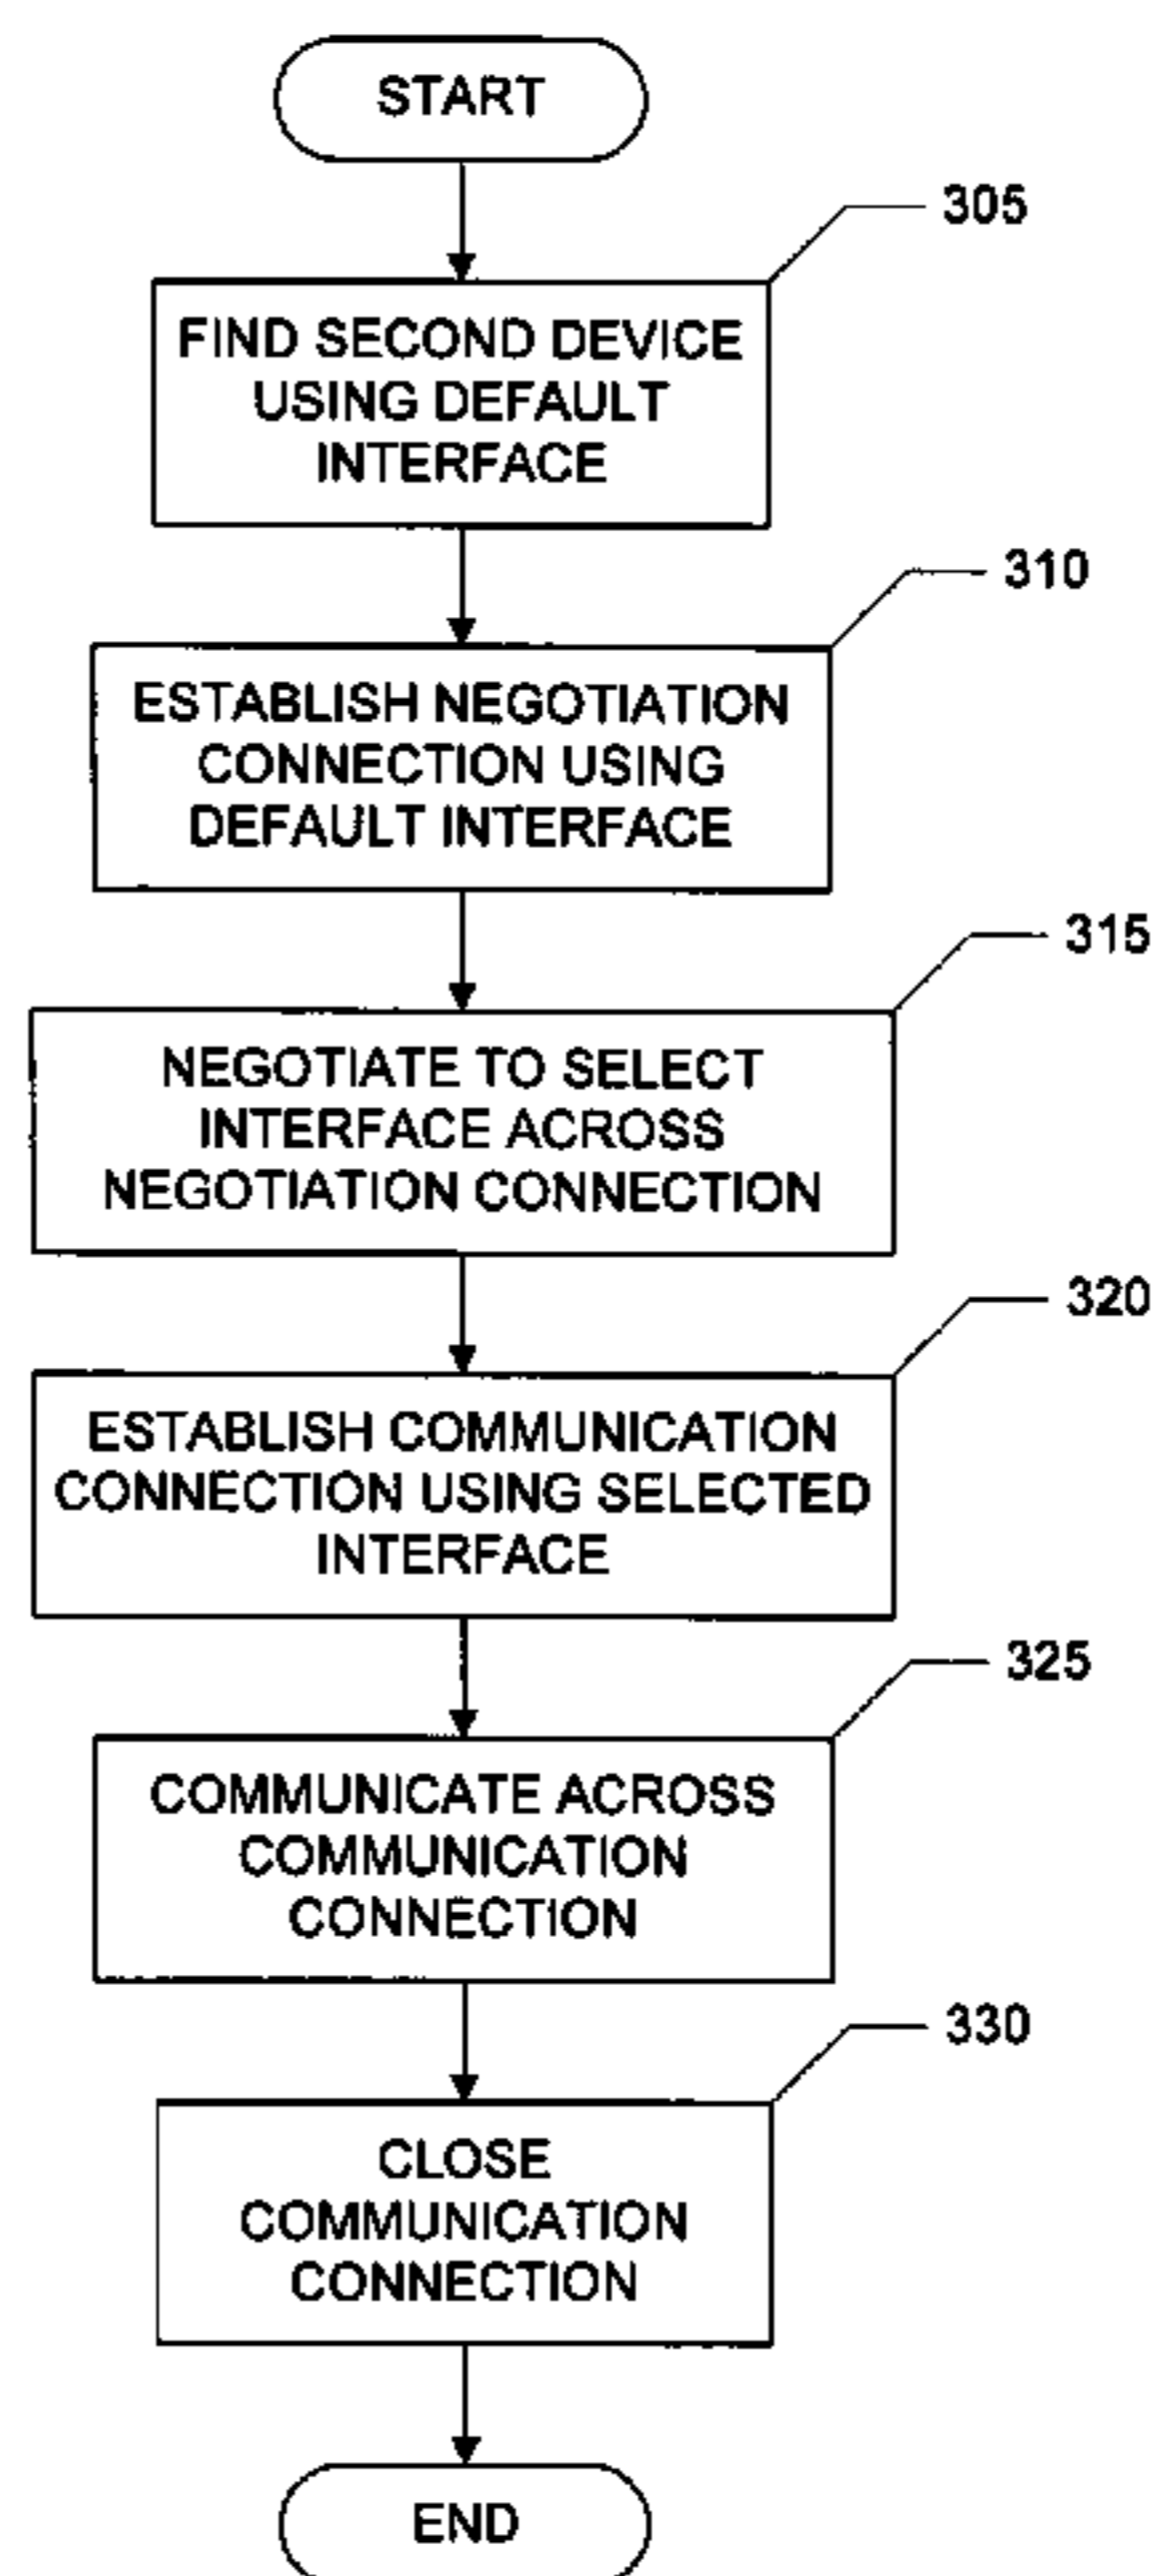 START
305
FIND SECOND DEVICE
USING DEFAULT
INTERFACE
310
ESTABLISH NEGOTIATION
CONNECTION USING
DEFAULT INTERFACE
315
NEGOTIATE TO SELECT
INTERFACE ACROSS
NEGOTIATION CONNECTION
320
ESTABLISH COMMUNICATION
CONNECTION USING SELECTED
INTERFACE
325
COMMUNICATE ACROSS
COMMUNICATION
CONNECTION
330
CLOSE
COMMUNICATION
CONNECTION
END